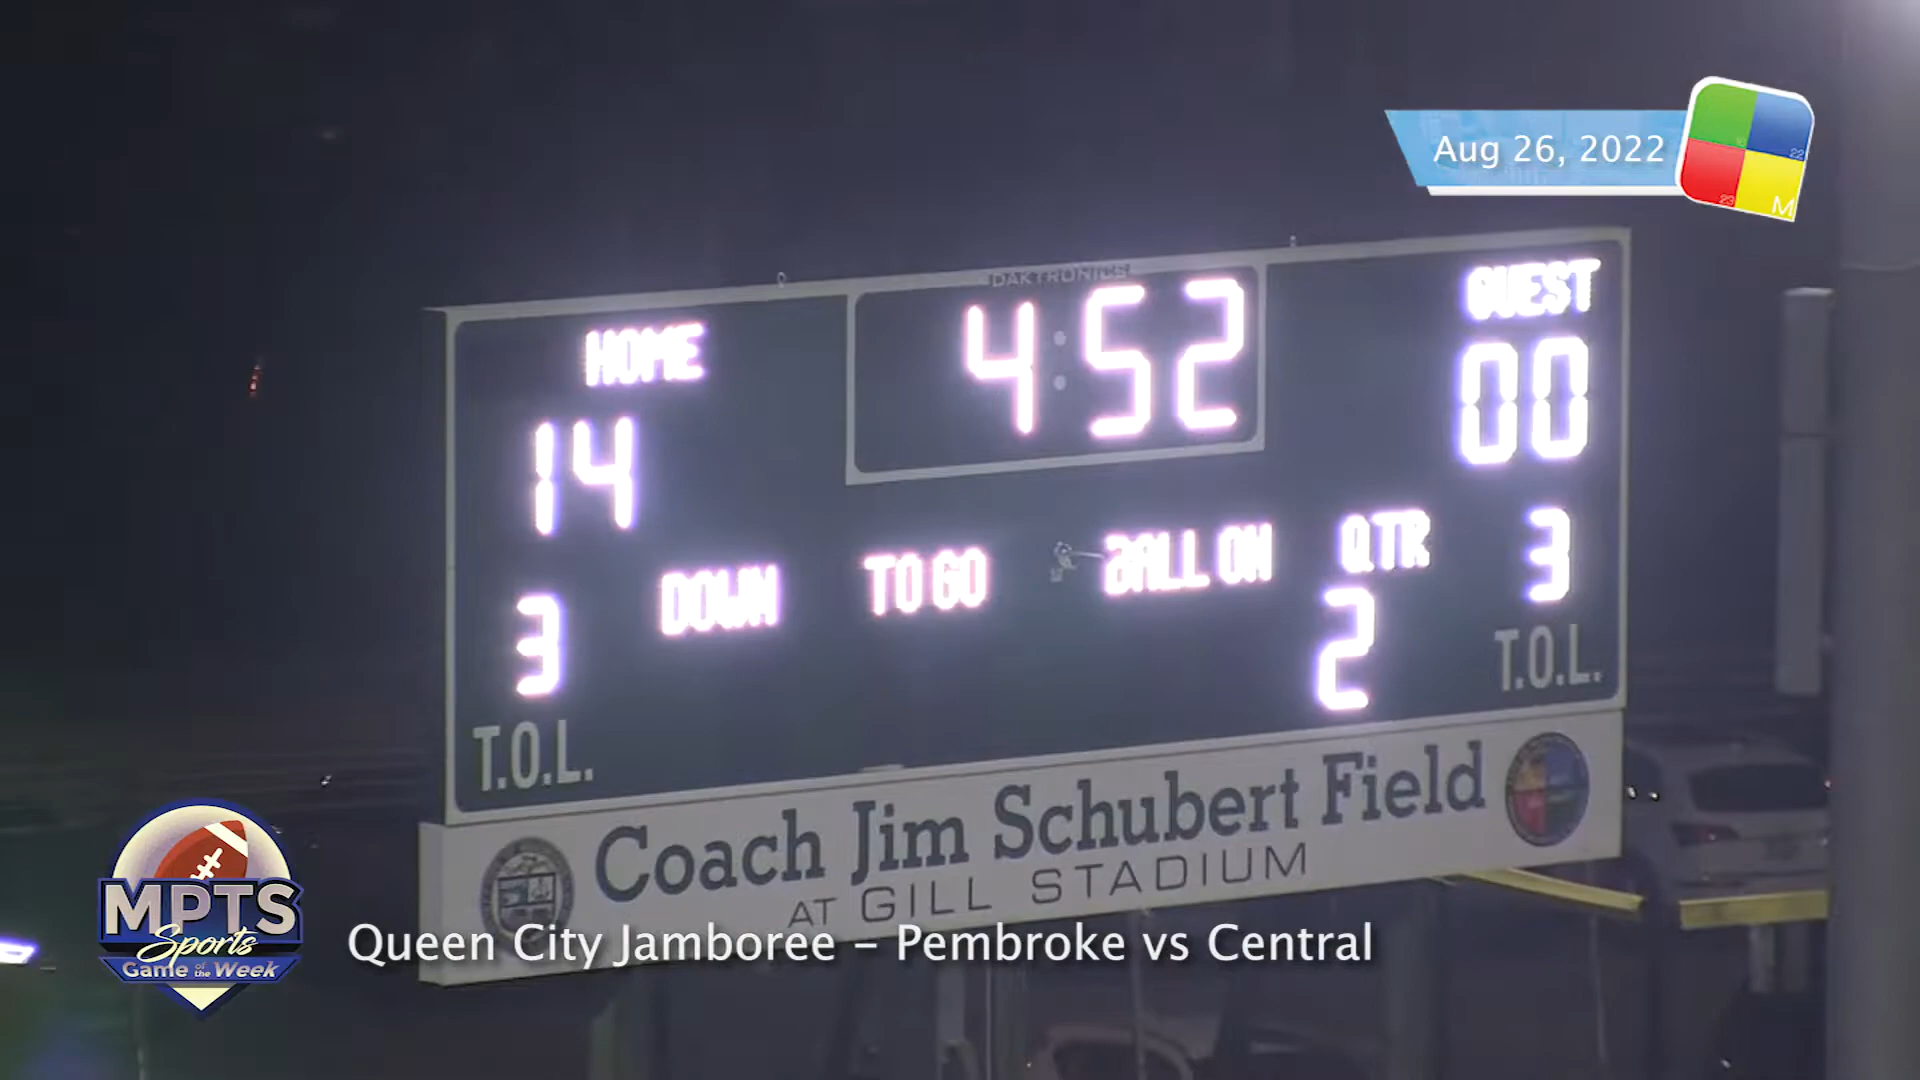 Aug 26, 2022
22
23
M
DAKTRONICS
HOME
4:52
GUEST
14
00
DOWN
TO GO
BALL ON
QTR
3
3
2
T.O.L.
T.O.L.
Coach Jim Schubert Field
AT GILL STADIUM
MPTS
Sports
Game of the Week
Queen City Jamboree – Pembroke vs Central